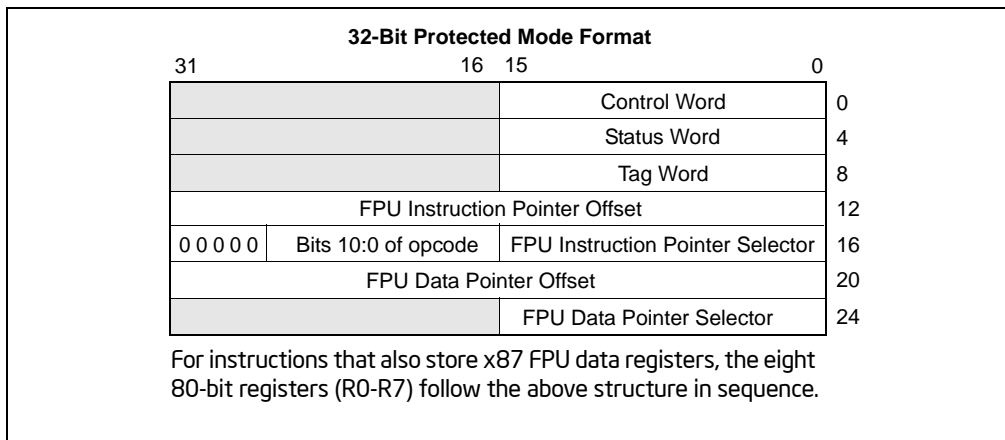 32-Bit Protected Mode Format
31 16 15 0
Control Word 0
Status Word 4
Tag Word 8
FPU Instruction Pointer Offset 12
0 0 0 0 0 Bits 10:0 of opcode FPU Instruction Pointer Selector 16
FPU Data Pointer Offset 20
FPU Data Pointer Selector 24
For instructions that also store x87 FPU data registers, the eight
80-bit registers (R0-R7) follow the above structure in sequence.